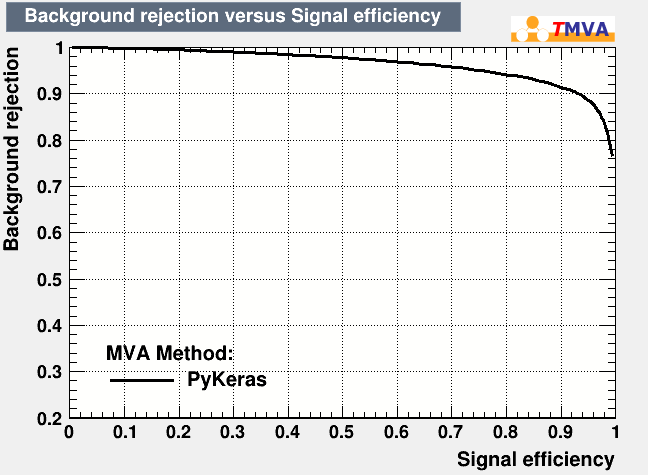 Background rejection versus Signal efficiency
TMVA
Background rejection
1
0.9
0.8
0.7
0.6
0.5
0.4
0.3
0.2
MVA Method:
PyKeras
0 0.1 0.2 0.3 0.4 0.5 0.6 0.7 0.8 0.9 1
Signal efficiency